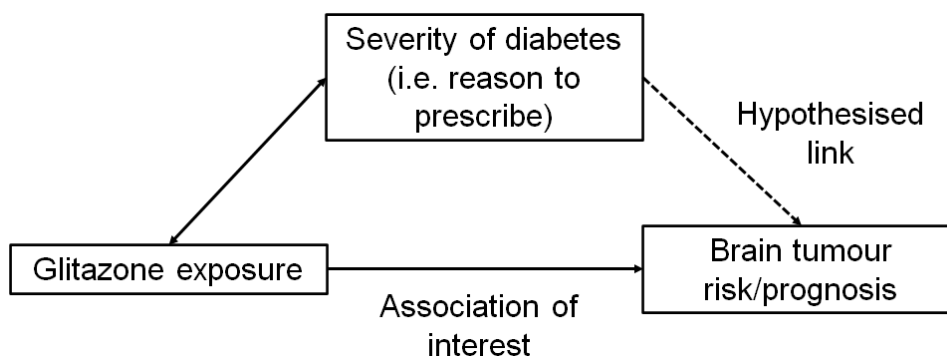 Severity of diabetes
(i.e. reason to
prescribe)
Hypothesised
link
Glitazone exposure
Brain tumour
risk/prognosis
Association of
interest